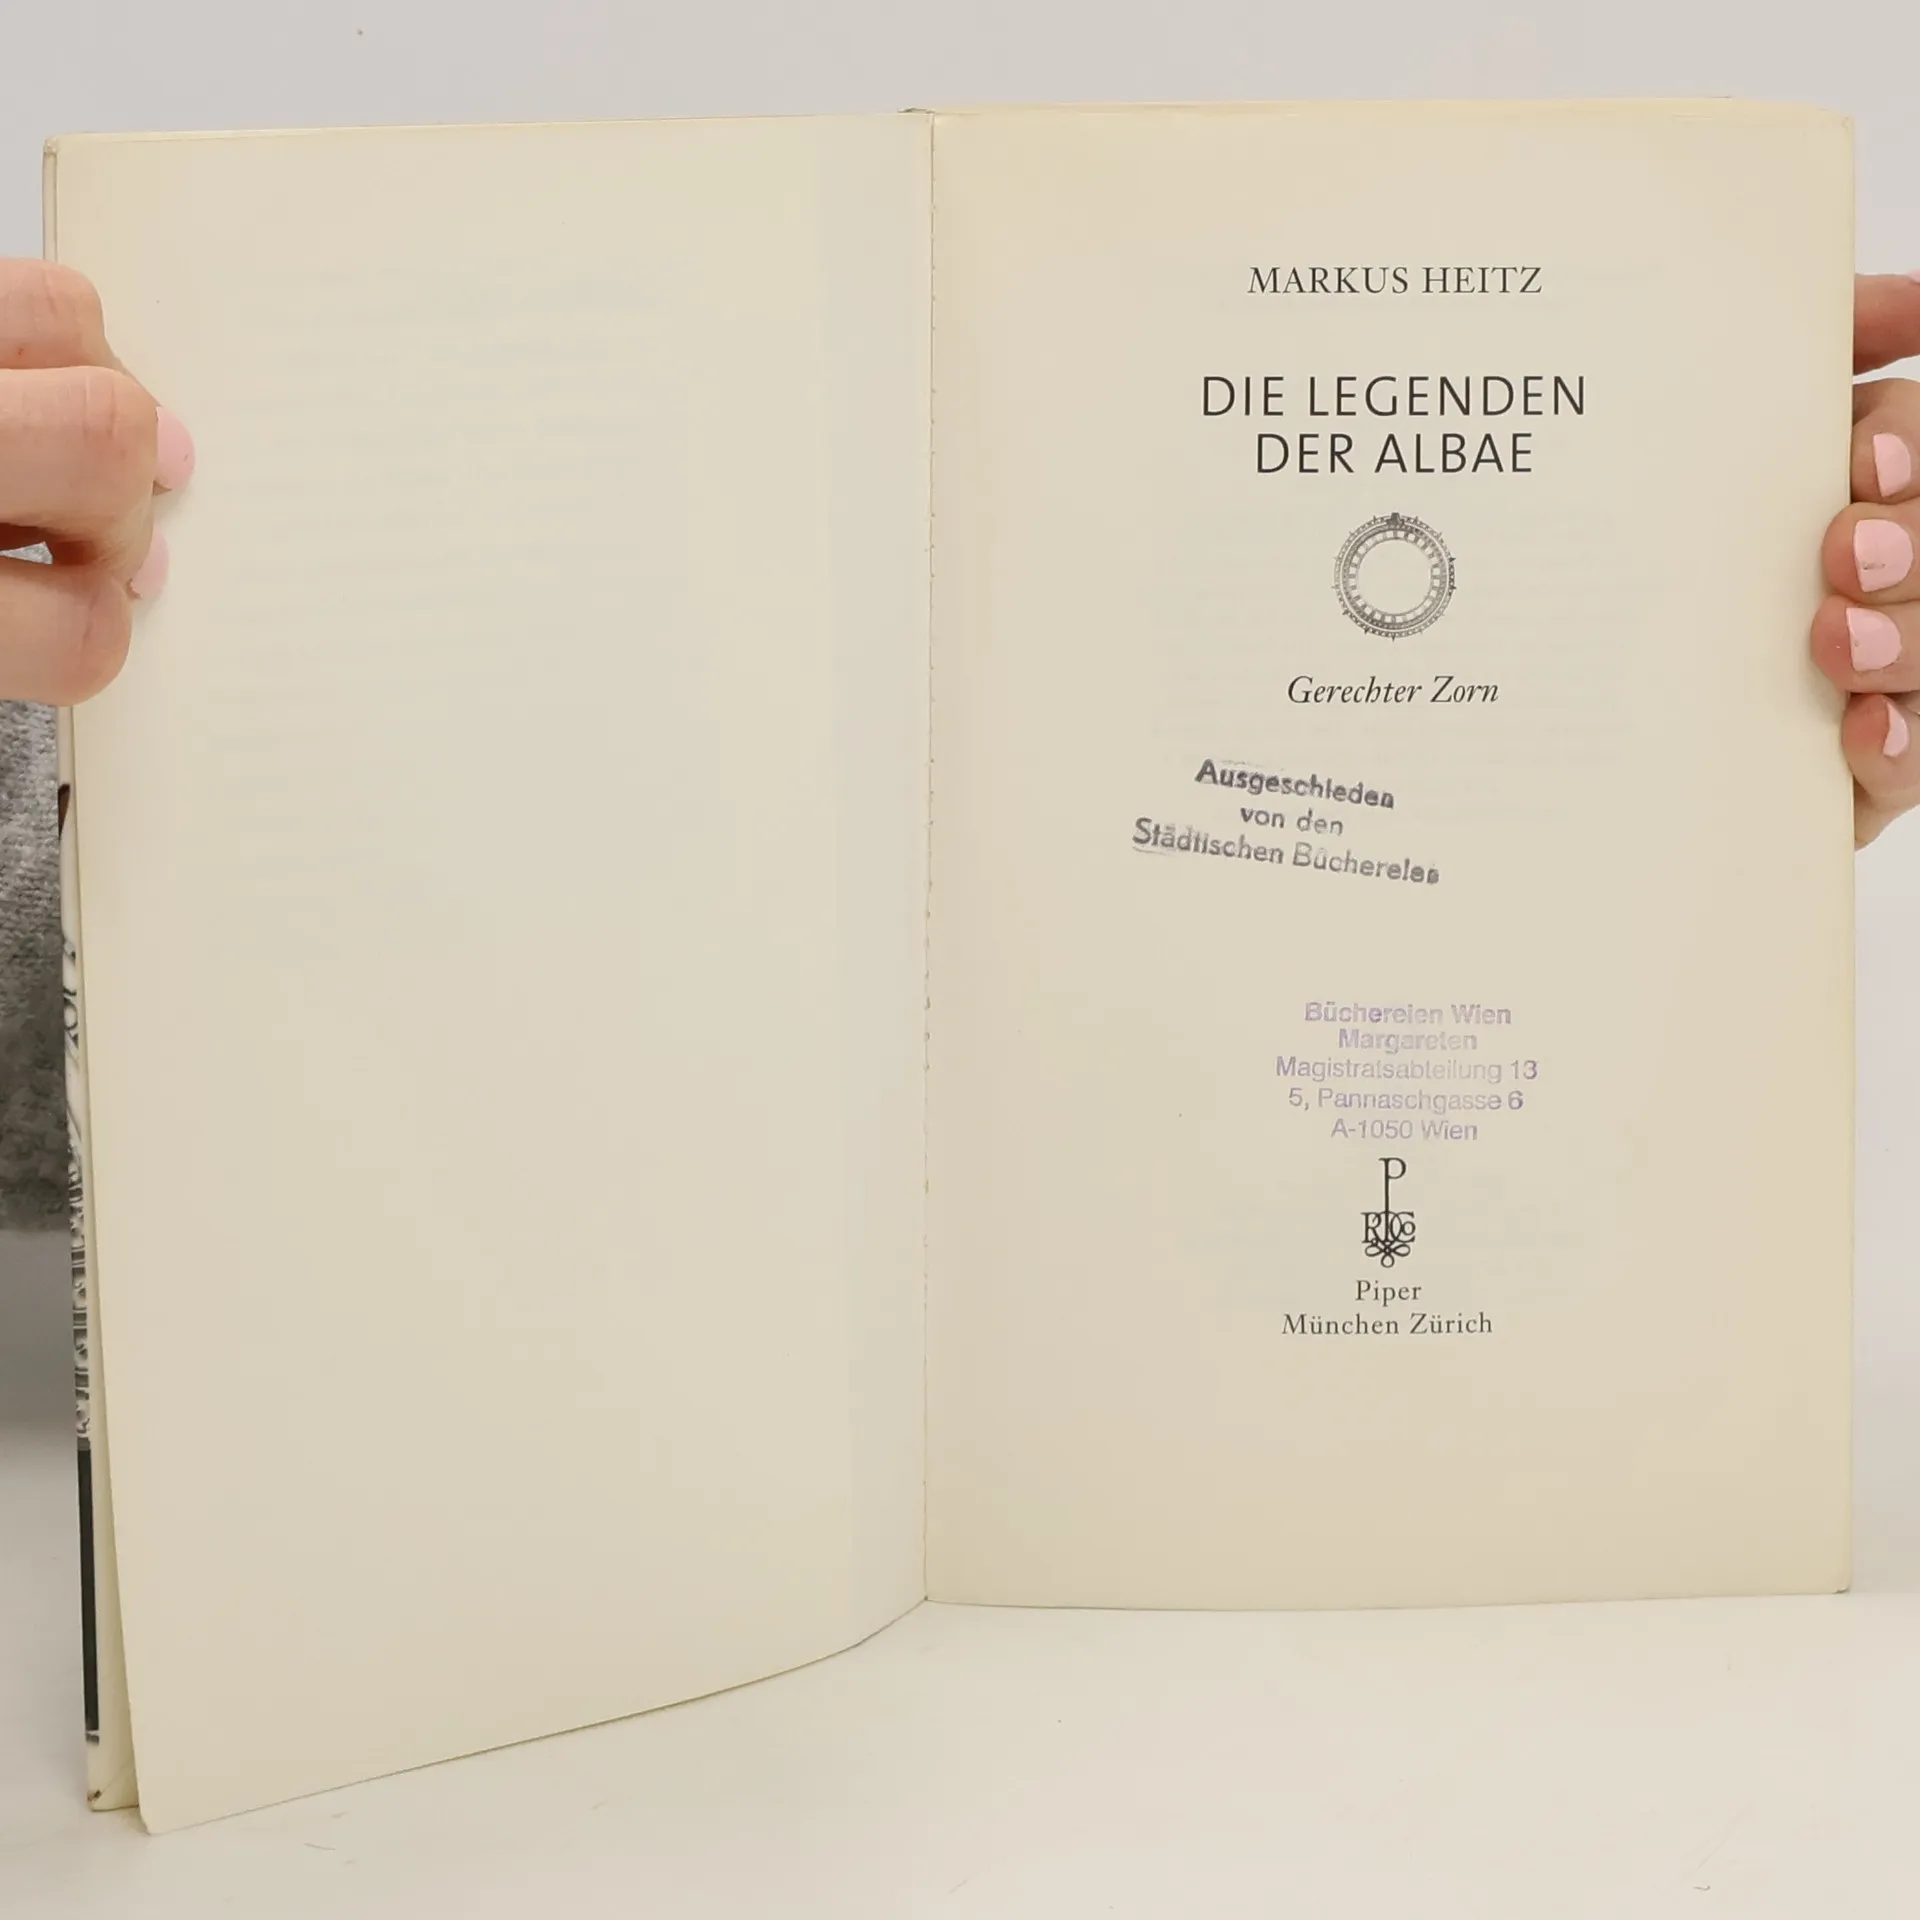 MARKUS HEITZ
DIE LEGENDEN
DER ALBAE
Gerechter Zorn
Ausgeschieden
von den
Städtischen Büchereien
Büchereien Wien
Margareten
Magistratsabteilung 13
5, Pannaschgasse 6
A-1050 Wien
P
R P Co
Piper
München Zürich